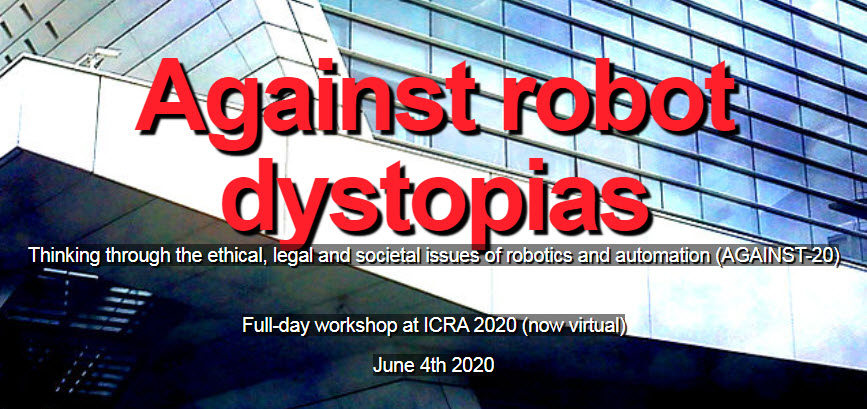 Against robot
dystopias
Thinking through the ethical, legal and societal issues of robotics and automation (AGAINST-20)
Full-day workshop at ICRA 2020 (now virtual)
June 4th 2020